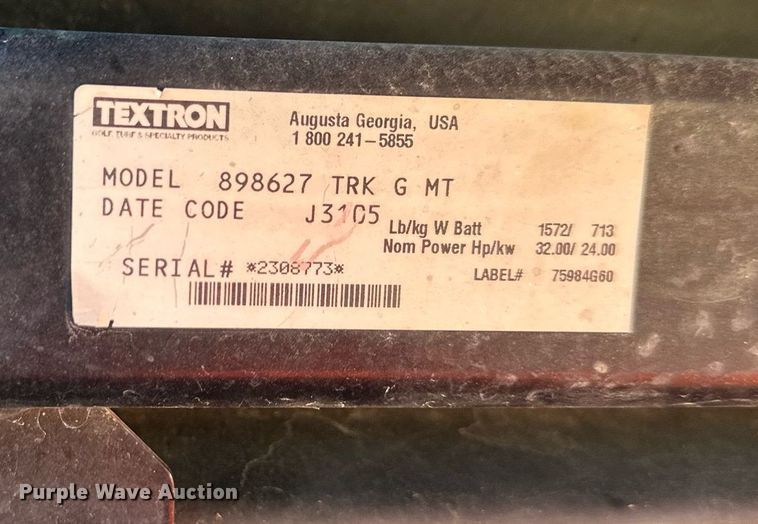 TEXTRON
GOLF, TURF & SPECIALTY PRODUCTS
Augusta Georgia, USA
1 800 241-5855
MODEL 898627 TRK G MT
DATE CODE J3105
Lb/kg W Batt 1572/ 713
Nom Power Hp/kw 32.00/ 24.00
SERIAL# *2308773*
LABEL# 75984G60
Purple Wave Auction